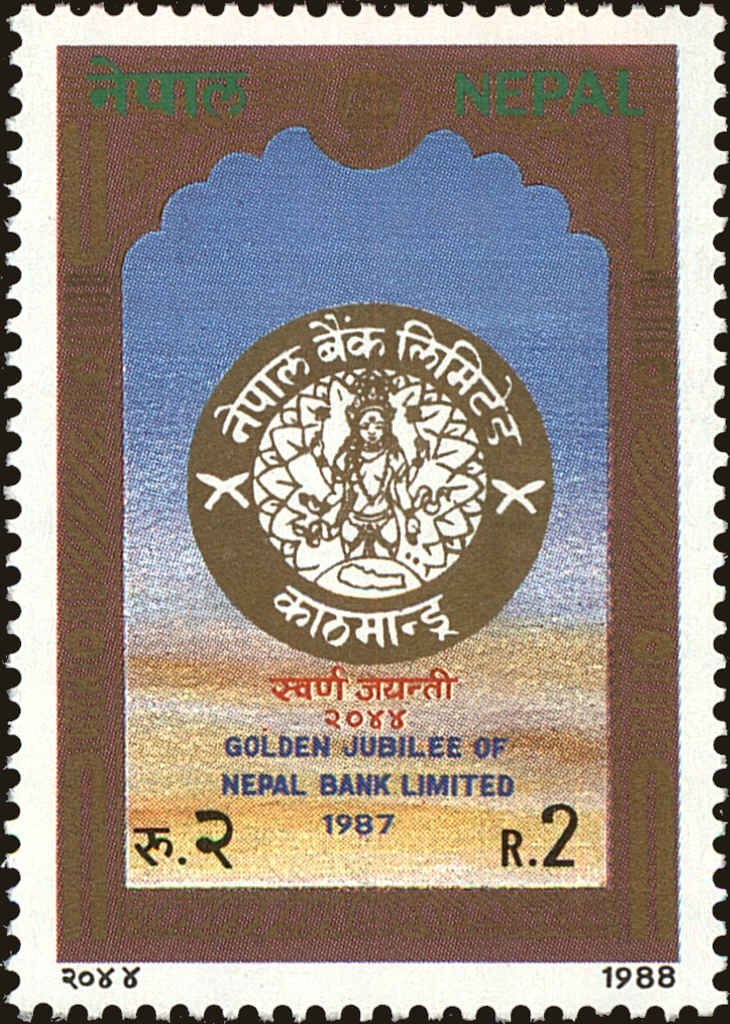 नेपाल NEPAL
नेपाल बैंक लिमिटेड
काठमान्डू
स्वर्ण जयन्ती
२०४४
GOLDEN JUBILEE OF
NEPAL BANK LIMITED
1987
रू.२ R.2
२०४४ 1988